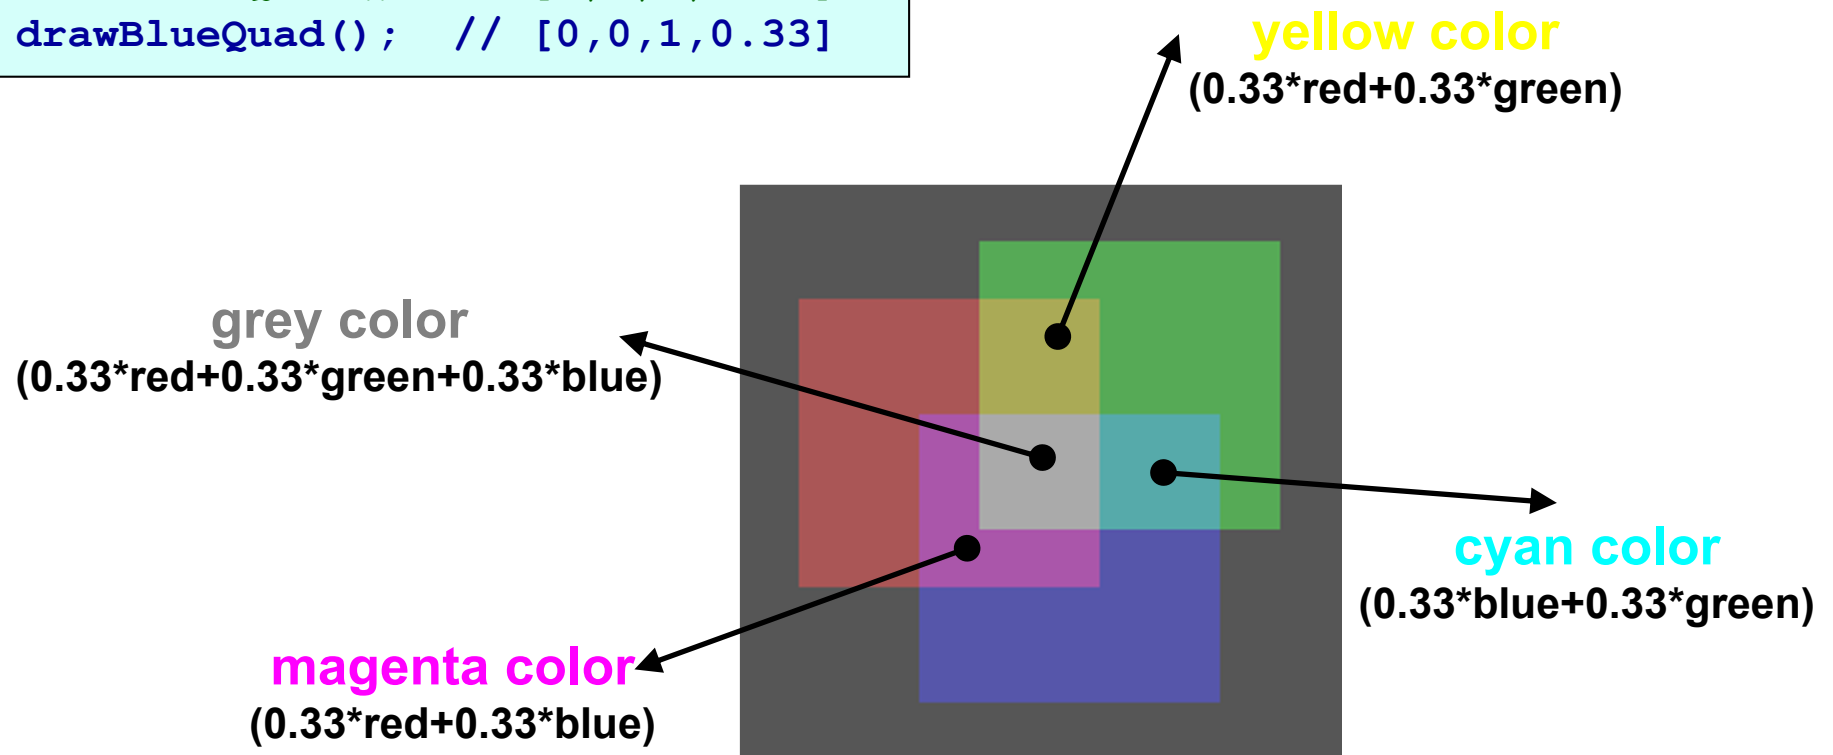 drawBlueQuad();  // [0,0,1,0.33]
yellow color
(0.33*red+0.33*green)
grey color
(0.33*red+0.33*green+0.33*blue)
cyan color
(0.33*blue+0.33*green)
magenta color
(0.33*red+0.33*blue)